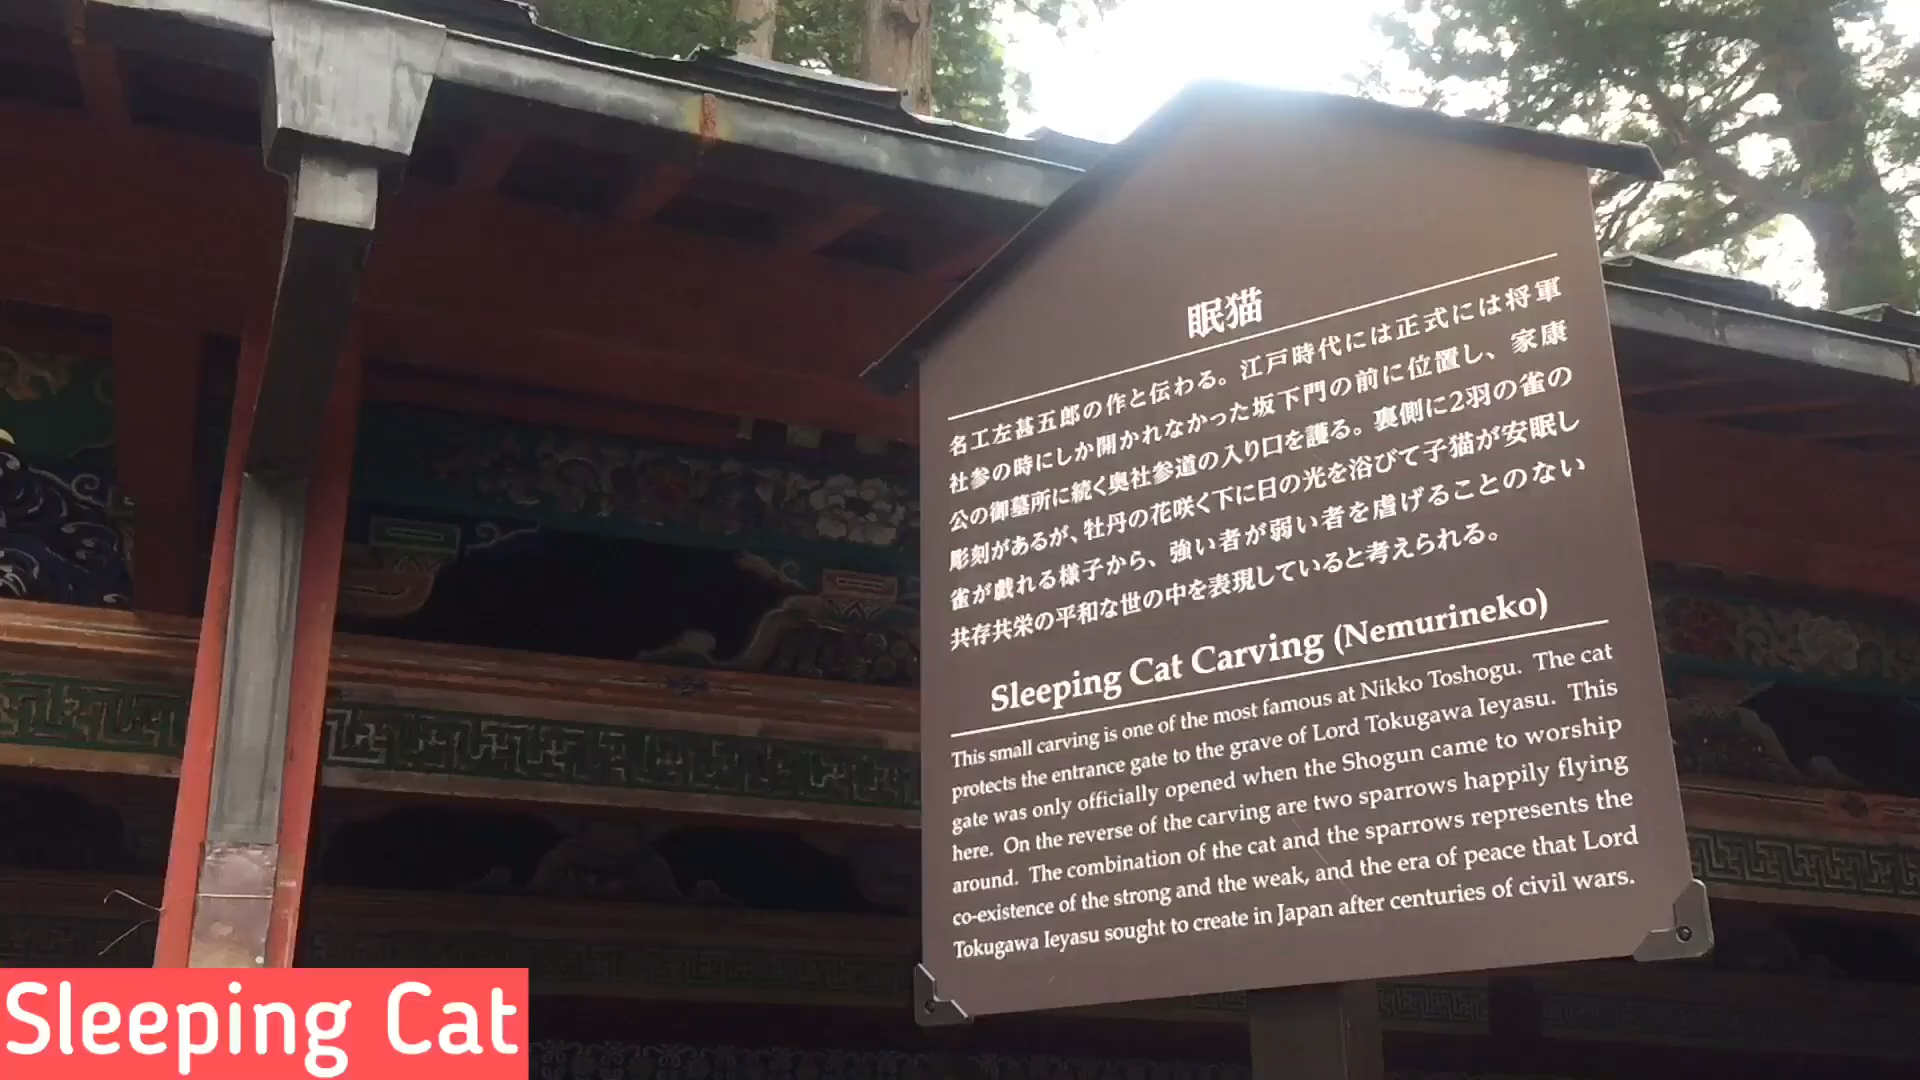 眠猫
名工左甚五郎の作と伝わる。江戸時代には正式には将軍
社参の時にしか開かれなかった坂下門の前に位置し、家康
公の御墓所に続く奥社参道の入り口を護る。裏側に2羽の雀の
彫刻があるが、牡丹の花咲く下に日の光を浴びて子猫が安眠し
雀が戯れる様子から、強い者が弱い者を虐げることのない
共存共栄の平和な世の中を表現していると考えられる。
Sleeping Cat Carving (Nemurineko)
This small carving is one of the most famous at Nikko Toshogu. The cat
protects the entrance gate to the grave of Lord Tokugawa Ieyasu. This
gate was only officially opened when the Shogun came to worship
here. On the reverse of the carving are two sparrows happily flying
around. The combination of the cat and the sparrows represents the
co-existence of the strong and the weak, and the era of peace that Lord
Tokugawa Ieyasu sought to create in Japan after centuries of civil wars.
Sleeping Cat